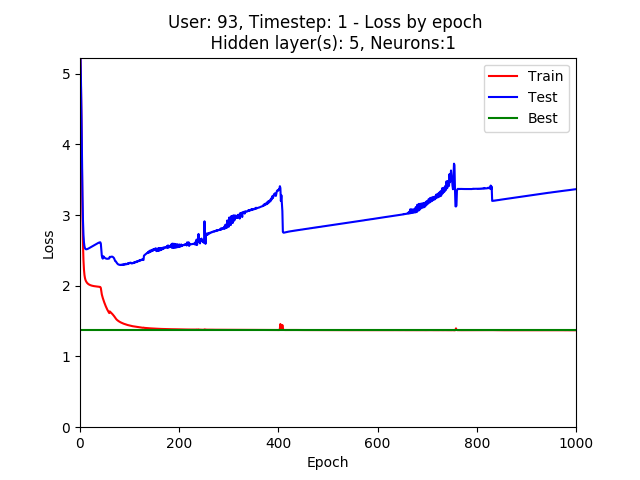 User: 93, Timestep: 1 - Loss by epoch
Hidden layer(s): 5, Neurons:1
Train
Test
Best
5
4
3
2
1
0
Loss
0 200 400 600 800 1000
Epoch